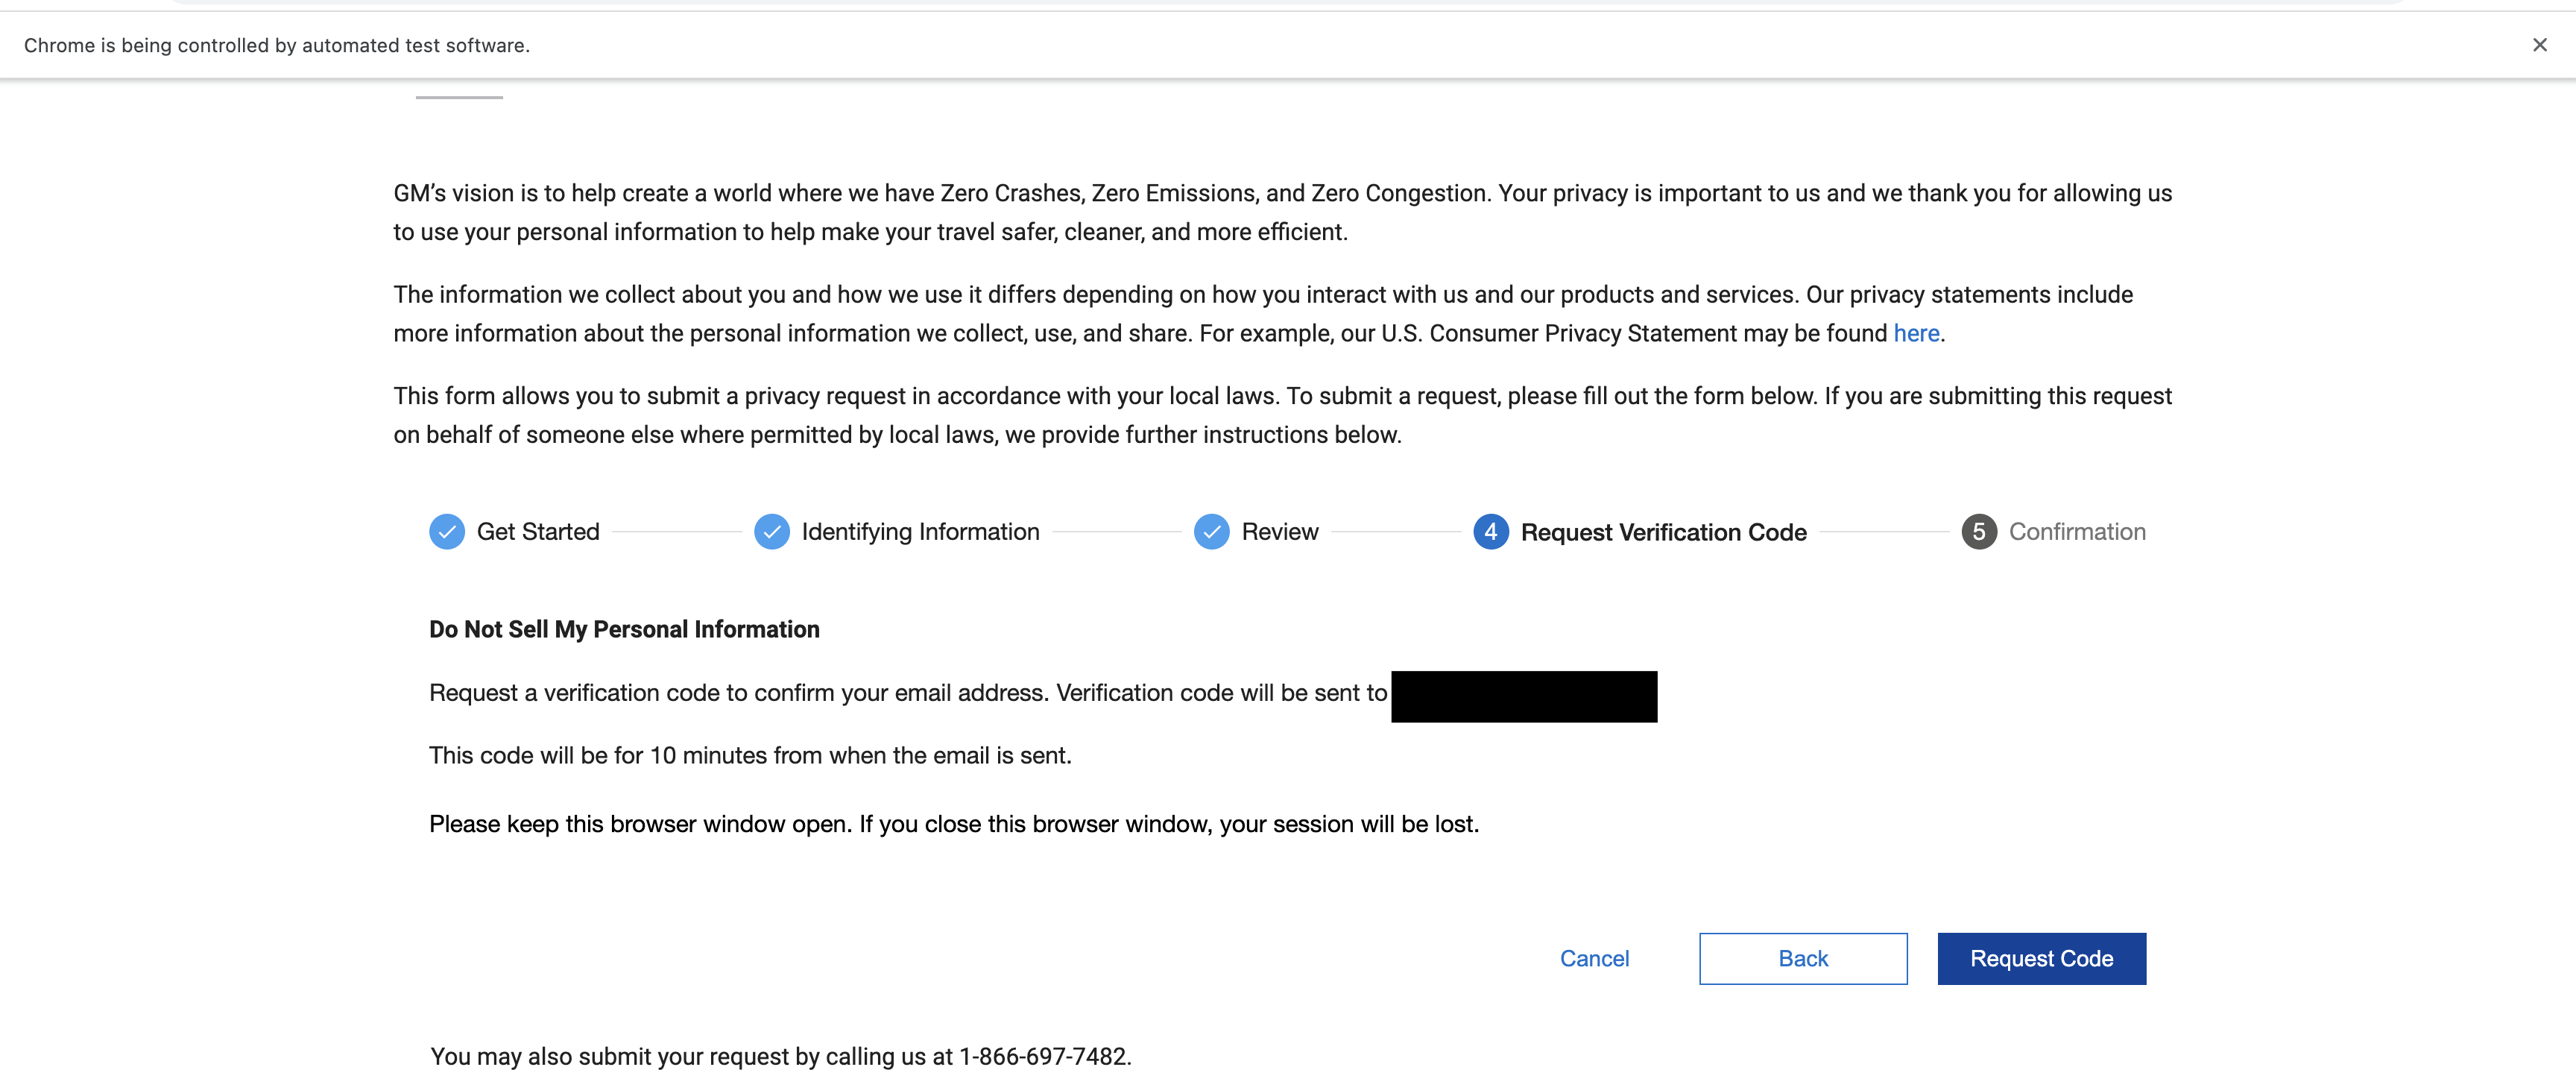 Chrome is being controlled by automated test software.
GM’s vision is to help create a world where we have Zero Crashes, Zero Emissions, and Zero Congestion. Your privacy is important to us and we thank you for allowing us
to use your personal information to help make your travel safer, cleaner, and more efficient.
The information we collect about you and how we use it differs depending on how you interact with us and our products and services. Our privacy statements include
more information about the personal information we collect, use, and share. For example, our U.S. Consumer Privacy Statement may be found here.
This form allows you to submit a privacy request in accordance with your local laws. To submit a request, please fill out the form below. If you are submitting this request
on behalf of someone else where permitted by local laws, we provide further instructions below.
Get Started Identifying Information Review 4 Request Verification Code 5 Confirmation
Do Not Sell My Personal Information
Request a verification code to confirm your email address. Verification code will be sent to
This code will be for 10 minutes from when the email is sent.
Please keep this browser window open. If you close this browser window, your session will be lost.
Cancel Back Request Code
You may also submit your request by calling us at 1-866-697-7482.